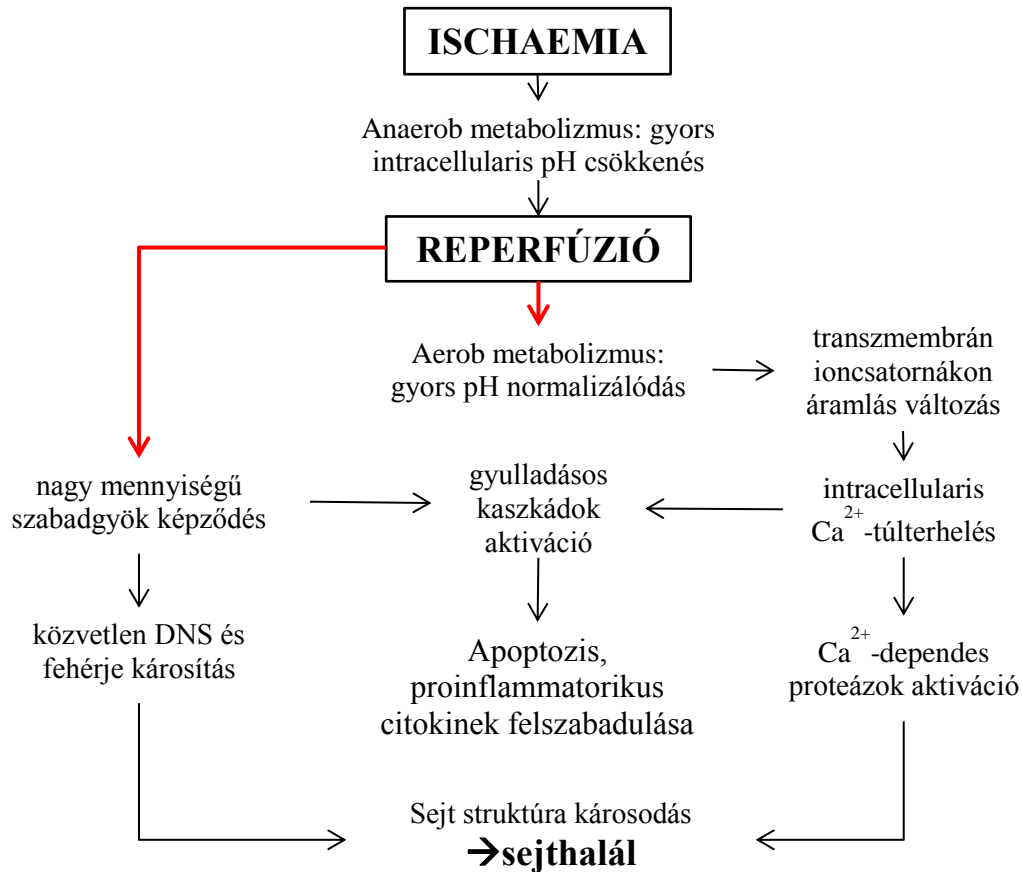 ISCHAEMIA
Anaerob metabolizmus: gyors
intracellularis pH csökkenés
REPERFÚZIÓ
Aerob metabolizmus:
gyors pH normalizálódás
transzmembrán
ioncsatornákon
áramlás változás
nagy mennyiségű
szabadgyök képződés
gyulladásos
kaszkádok
aktiváció
intracellularis
Ca²⁺-túlterhelés
közvetlen DNS és
fehérje károsítás
Apoptozis,
proinflammatorikus
citokinek felszabadulása
Ca²⁺-dependes
proteázok aktiváció
Sejt struktúra károsodás
→sejthalál